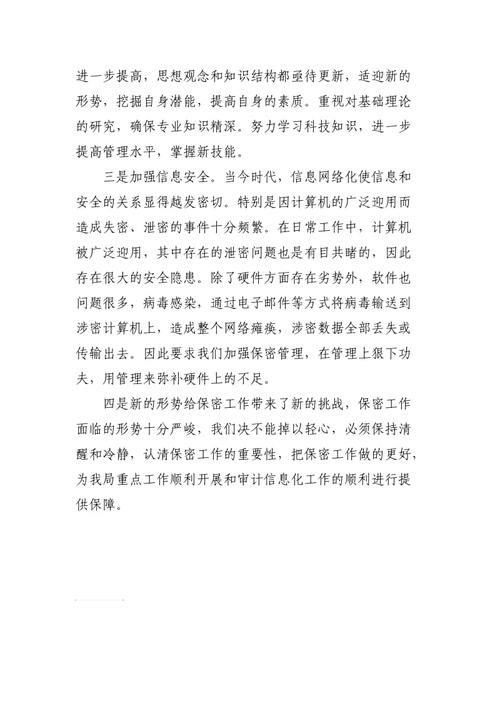 进一步提高，思想观念和知识结构都亟待更新，适迎新的
形势，挖掘自身潜能，提高自身的素质。重视对基础理论
的研究，确保专业知识精深。努力学习科技知识，进一步
提高管理水平，掌握新技能。
三是加强信息安全。当今时代，信息网络化使信息和
安全的关系显得越发密切。特别是因计算机的广泛迎用而
造成失密、泄密的事件十分频繁。在日常工作中，计算机
被广泛迎用，其中存在的泄密问题也是有目共睹的，因此
存在很大的安全隐患。除了硬件方面存在劣势外，软件也
问题很多，病毒感染，通过电子邮件等方式将病毒输送到
涉密计算机上，造成整个网络瘫痪，涉密数据全部丢失或
传输出去。因此要求我们加强保密管理，在管理上狠下功
夫，用管理来弥补硬件上的不足。
四是新的形势给保密工作带来了新的挑战，保密工作
面临的形势十分严峻，我们决不能掉以轻心，必须保持清
醒和冷静，认清保密工作的重要性，把保密工作做的更好，
为我局重点工作顺利开展和审计信息化工作的顺利进行提
供保障。